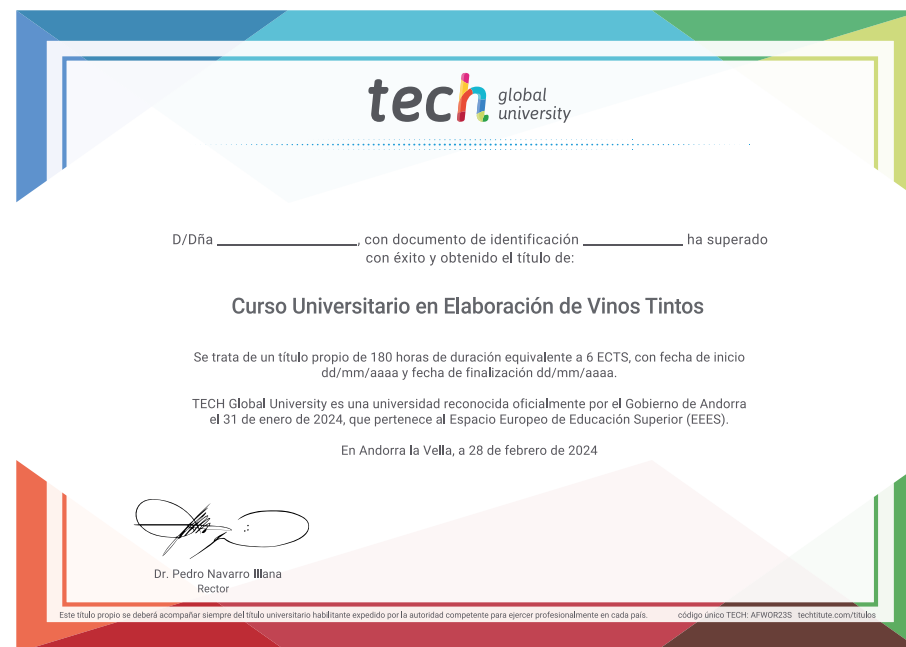 tech global university
D/Dña ____________________, con documento de identificación ______________ ha superado
con éxito y obtenido el título de:
Curso Universitario en Elaboración de Vinos Tintos
Se trata de un título propio de 180 horas de duración equivalente a 6 ECTS, con fecha de inicio
dd/mm/aaaa y fecha de finalización dd/mm/aaaa.
TECH Global University es una universidad reconocida oficialmente por el Gobierno de Andorra
el 31 de enero de 2024, que pertenece al Espacio Europeo de Educación Superior (EEES).
En Andorra la Vella, a 28 de febrero de 2024
Dr. Pedro Navarro Illana
Rector
Este título propio se deberá acompañar siempre del título universitario habilitante expedido por la autoridad competente para ejercer profesionalmente en cada país. código único TECH: AFWOR23S techtitute.com/titulos